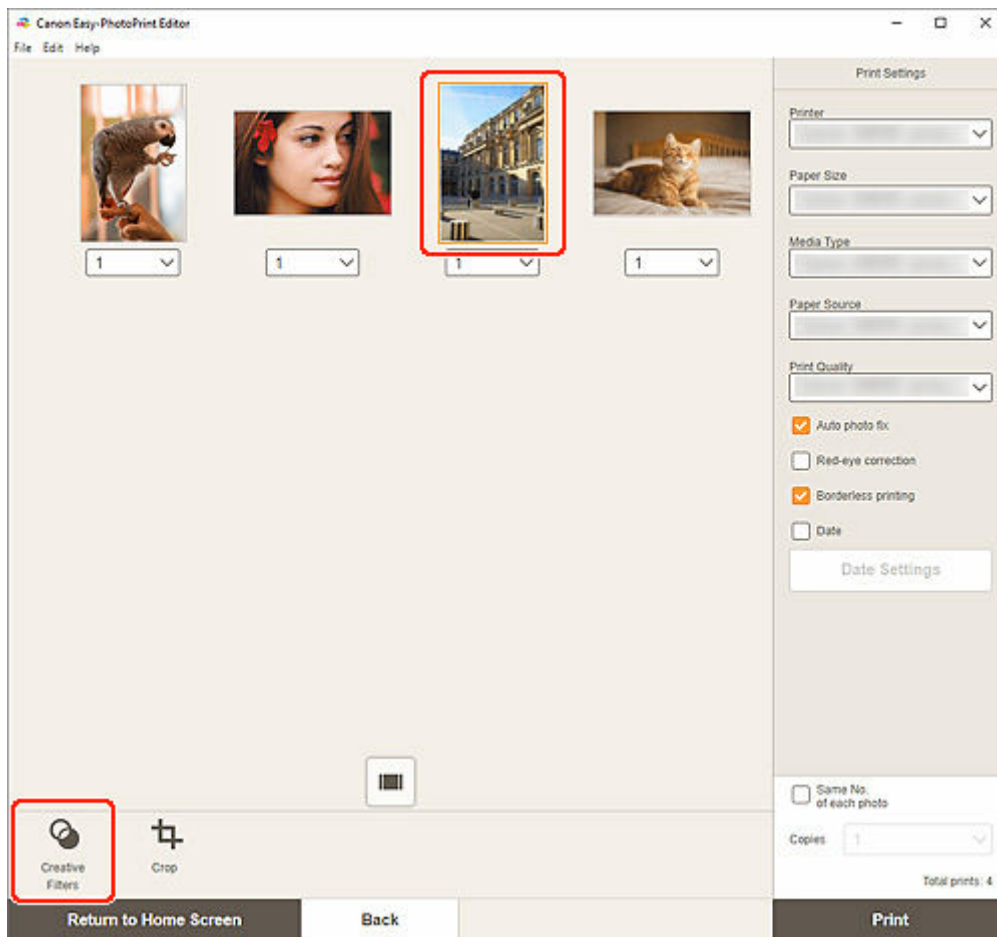 Canon Easy-PhotoPrint Editor
File Edit Help
1
1
1
1
Print Settings
Printer
Paper Size
Media Type
Paper Source
Print Quality
Auto photo fix
Red-eye correction
Borderless printing
Date
Date Settings
Same No.
of each photo
Copies 1
Total prints: 4
Creative
Filters
Crop
Return to Home Screen
Back
Print